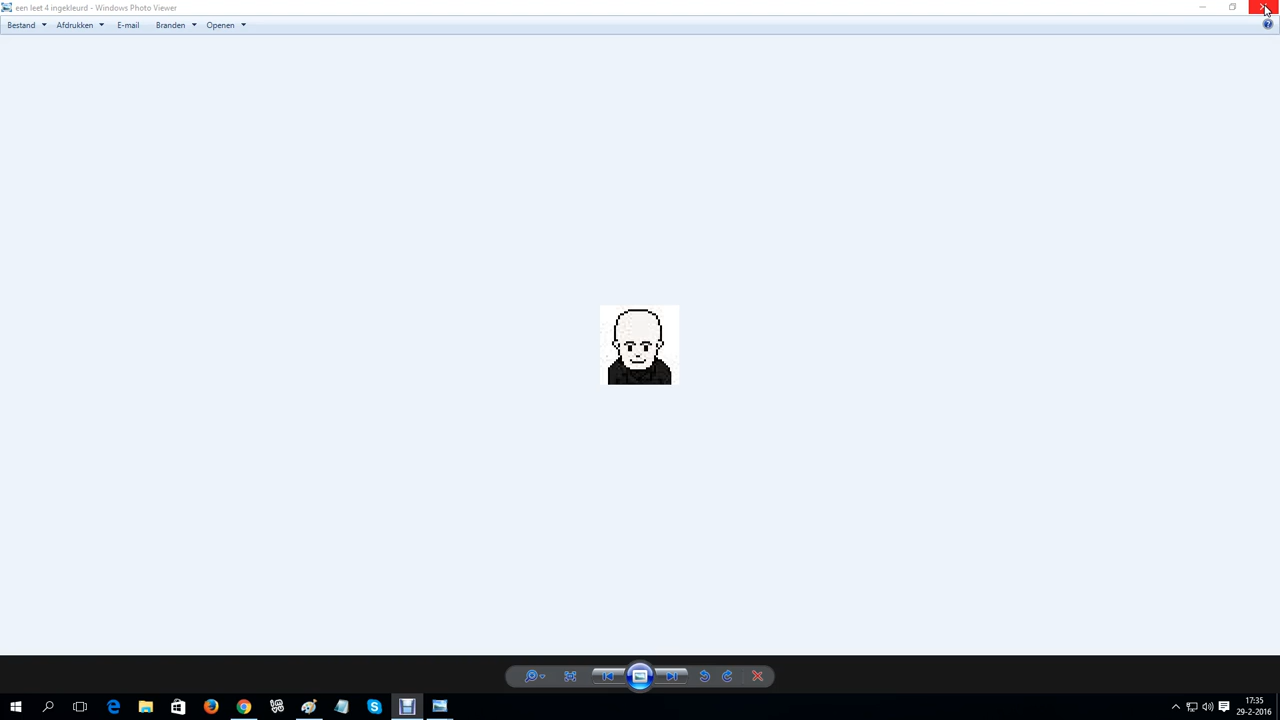 een leet 4 ingekleurd - Windows Photo Viewer
Bestand Afdrukken E-mail Branden Openen
17:35
29-2-2016